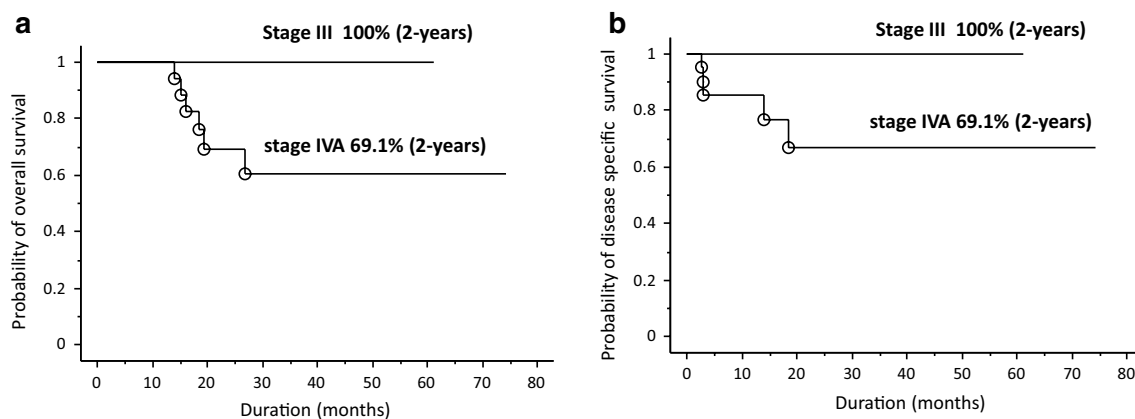 a
Stage III 100% (2-years)
stage IVA 69.1% (2-years)
Probability of overall survival
1
0.8
0.6
0.4
0.2
0
0 10 20 30 40 50 60 70 80
Duration (months)
b
Stage III 100% (2-years)
stage IVA 69.1% (2-years)
Probability of disease specific survival
1
0.8
0.6
0.4
0.2
0
0 10 20 30 40 50 60 70 80
Duration (months)